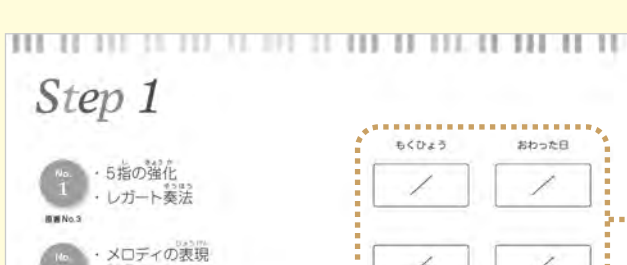 Step 1
もくひょう おわった日
No. 1
・5指の強化
・レガート奏法
原書No.3
No.
・メロディの表現